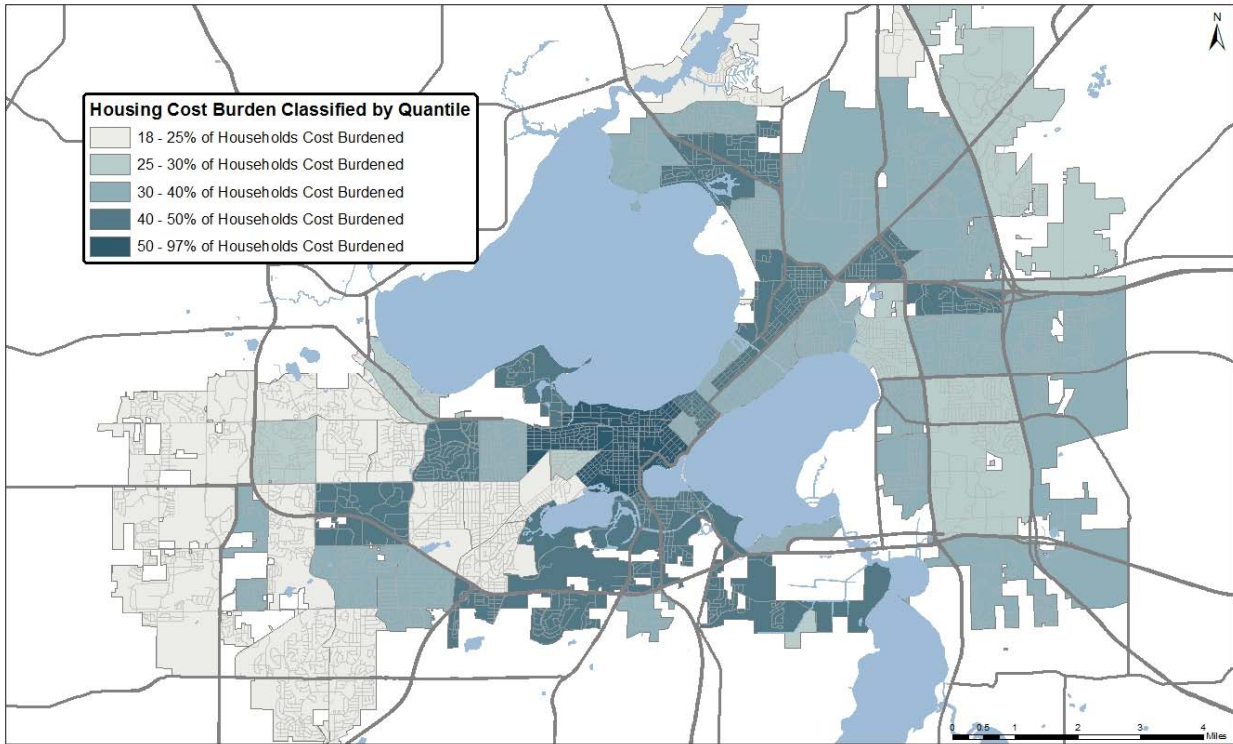 N
Housing Cost Burden Classified by Quantile
18 - 25% of Households Cost Burdened
25 - 30% of Households Cost Burdened
30 - 40% of Households Cost Burdened
40 - 50% of Households Cost Burdened
50 - 97% of Households Cost Burdened
0 0.5 1 2 3 4
Miles